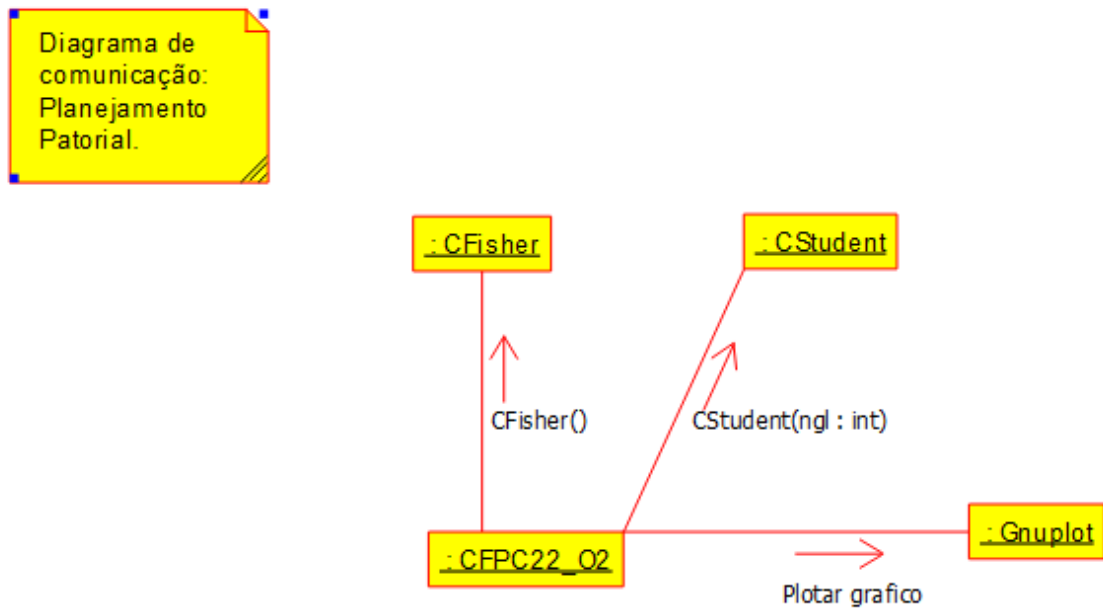 Diagrama de
comunicação:
Planejamento
Patorial.
: CFisher
: CStudent
CFisher()
CStudent(ngl : int)
: CFPC22_O2
: Gnuplot
Plotar grafico